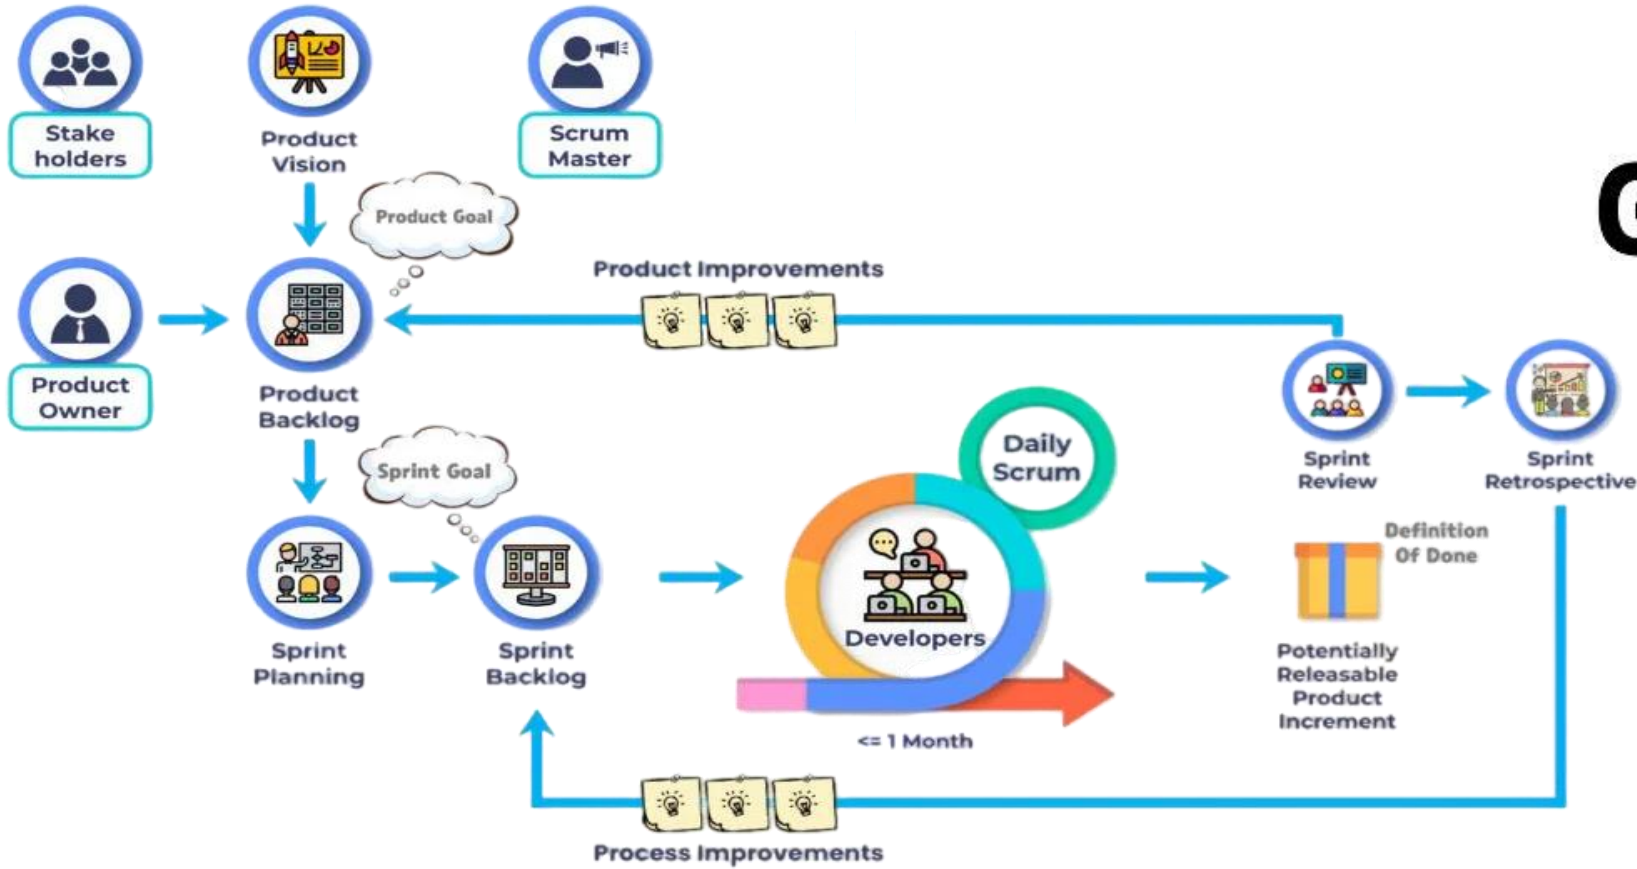 Stake
holders
Product
Vision
Scrum
Master
Product Goal
Product Improvements
Product
Owner
Product
Backlog
Sprint Goal
Daily
Scrum
Sprint
Review
Sprint
Retrospective
Definition
Of Done
Developers
Sprint
Planning
Sprint
Backlog
Potentially
Releasable
Product
Increment
<= 1 Month
Process Improvements